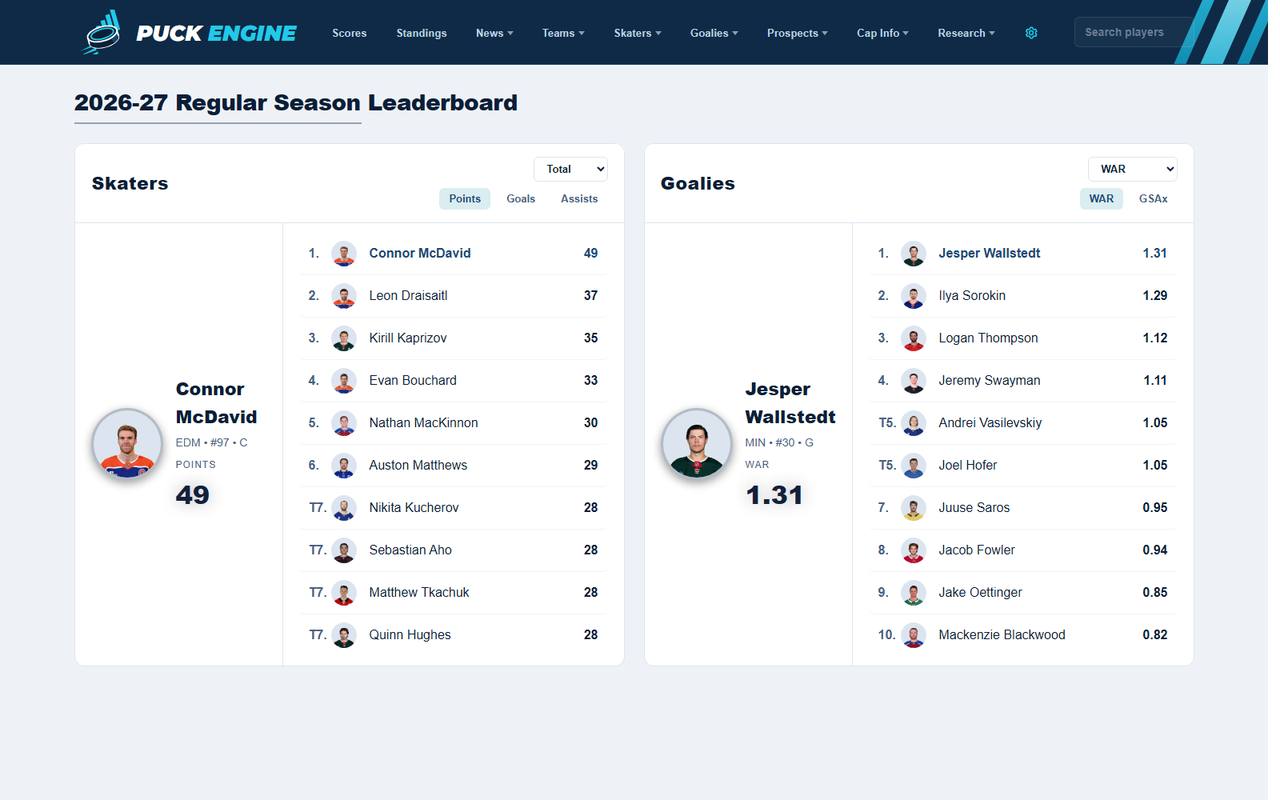 PUCK ENGINE
Scores Standings News Teams Skaters Goalies Prospects Cap Info Research Search players
2026-27 Regular Season Leaderboard
Skaters
Total
Points Goals Assists
Connor
McDavid
EDM • #97 • C
POINTS
49
1. Connor McDavid 49
2. Leon Draisaitl 37
3. Kirill Kaprizov 35
4. Evan Bouchard 33
5. Nathan MacKinnon 30
6. Auston Matthews 29
T7. Nikita Kucherov 28
T7. Sebastian Aho 28
T7. Matthew Tkachuk 28
T7. Quinn Hughes 28
Goalies
WAR
WAR GSAx
Jesper
Wallstedt
MIN • #30 • G
WAR
1.31
1. Jesper Wallstedt 1.31
2. Ilya Sorokin 1.29
3. Logan Thompson 1.12
4. Jeremy Swayman 1.11
T5. Andrei Vasilevskiy 1.05
T5. Joel Hofer 1.05
7. Juuse Saros 0.95
8. Jacob Fowler 0.94
9. Jake Oettinger 0.85
10. Mackenzie Blackwood 0.82